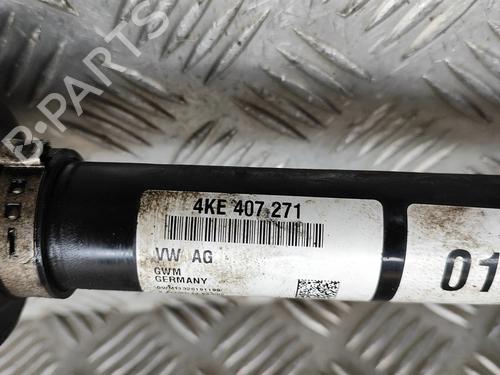 B-PARTS
4KE 407 271
VW AG
GWM
GERMANY
01